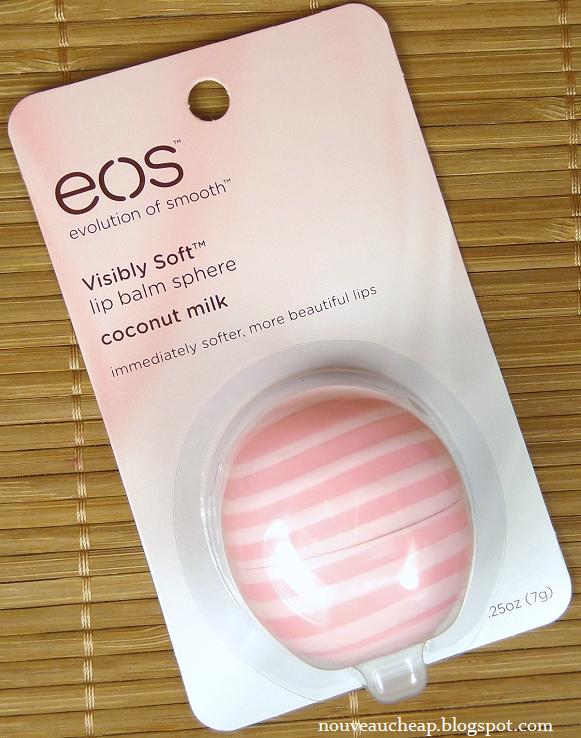 eos™
evolution of smooth™
Visibly Soft™
lip balm sphere
coconut milk
immediately softer, more beautiful lips
.25oz (7g)
nouveaucheap.blogspot.com